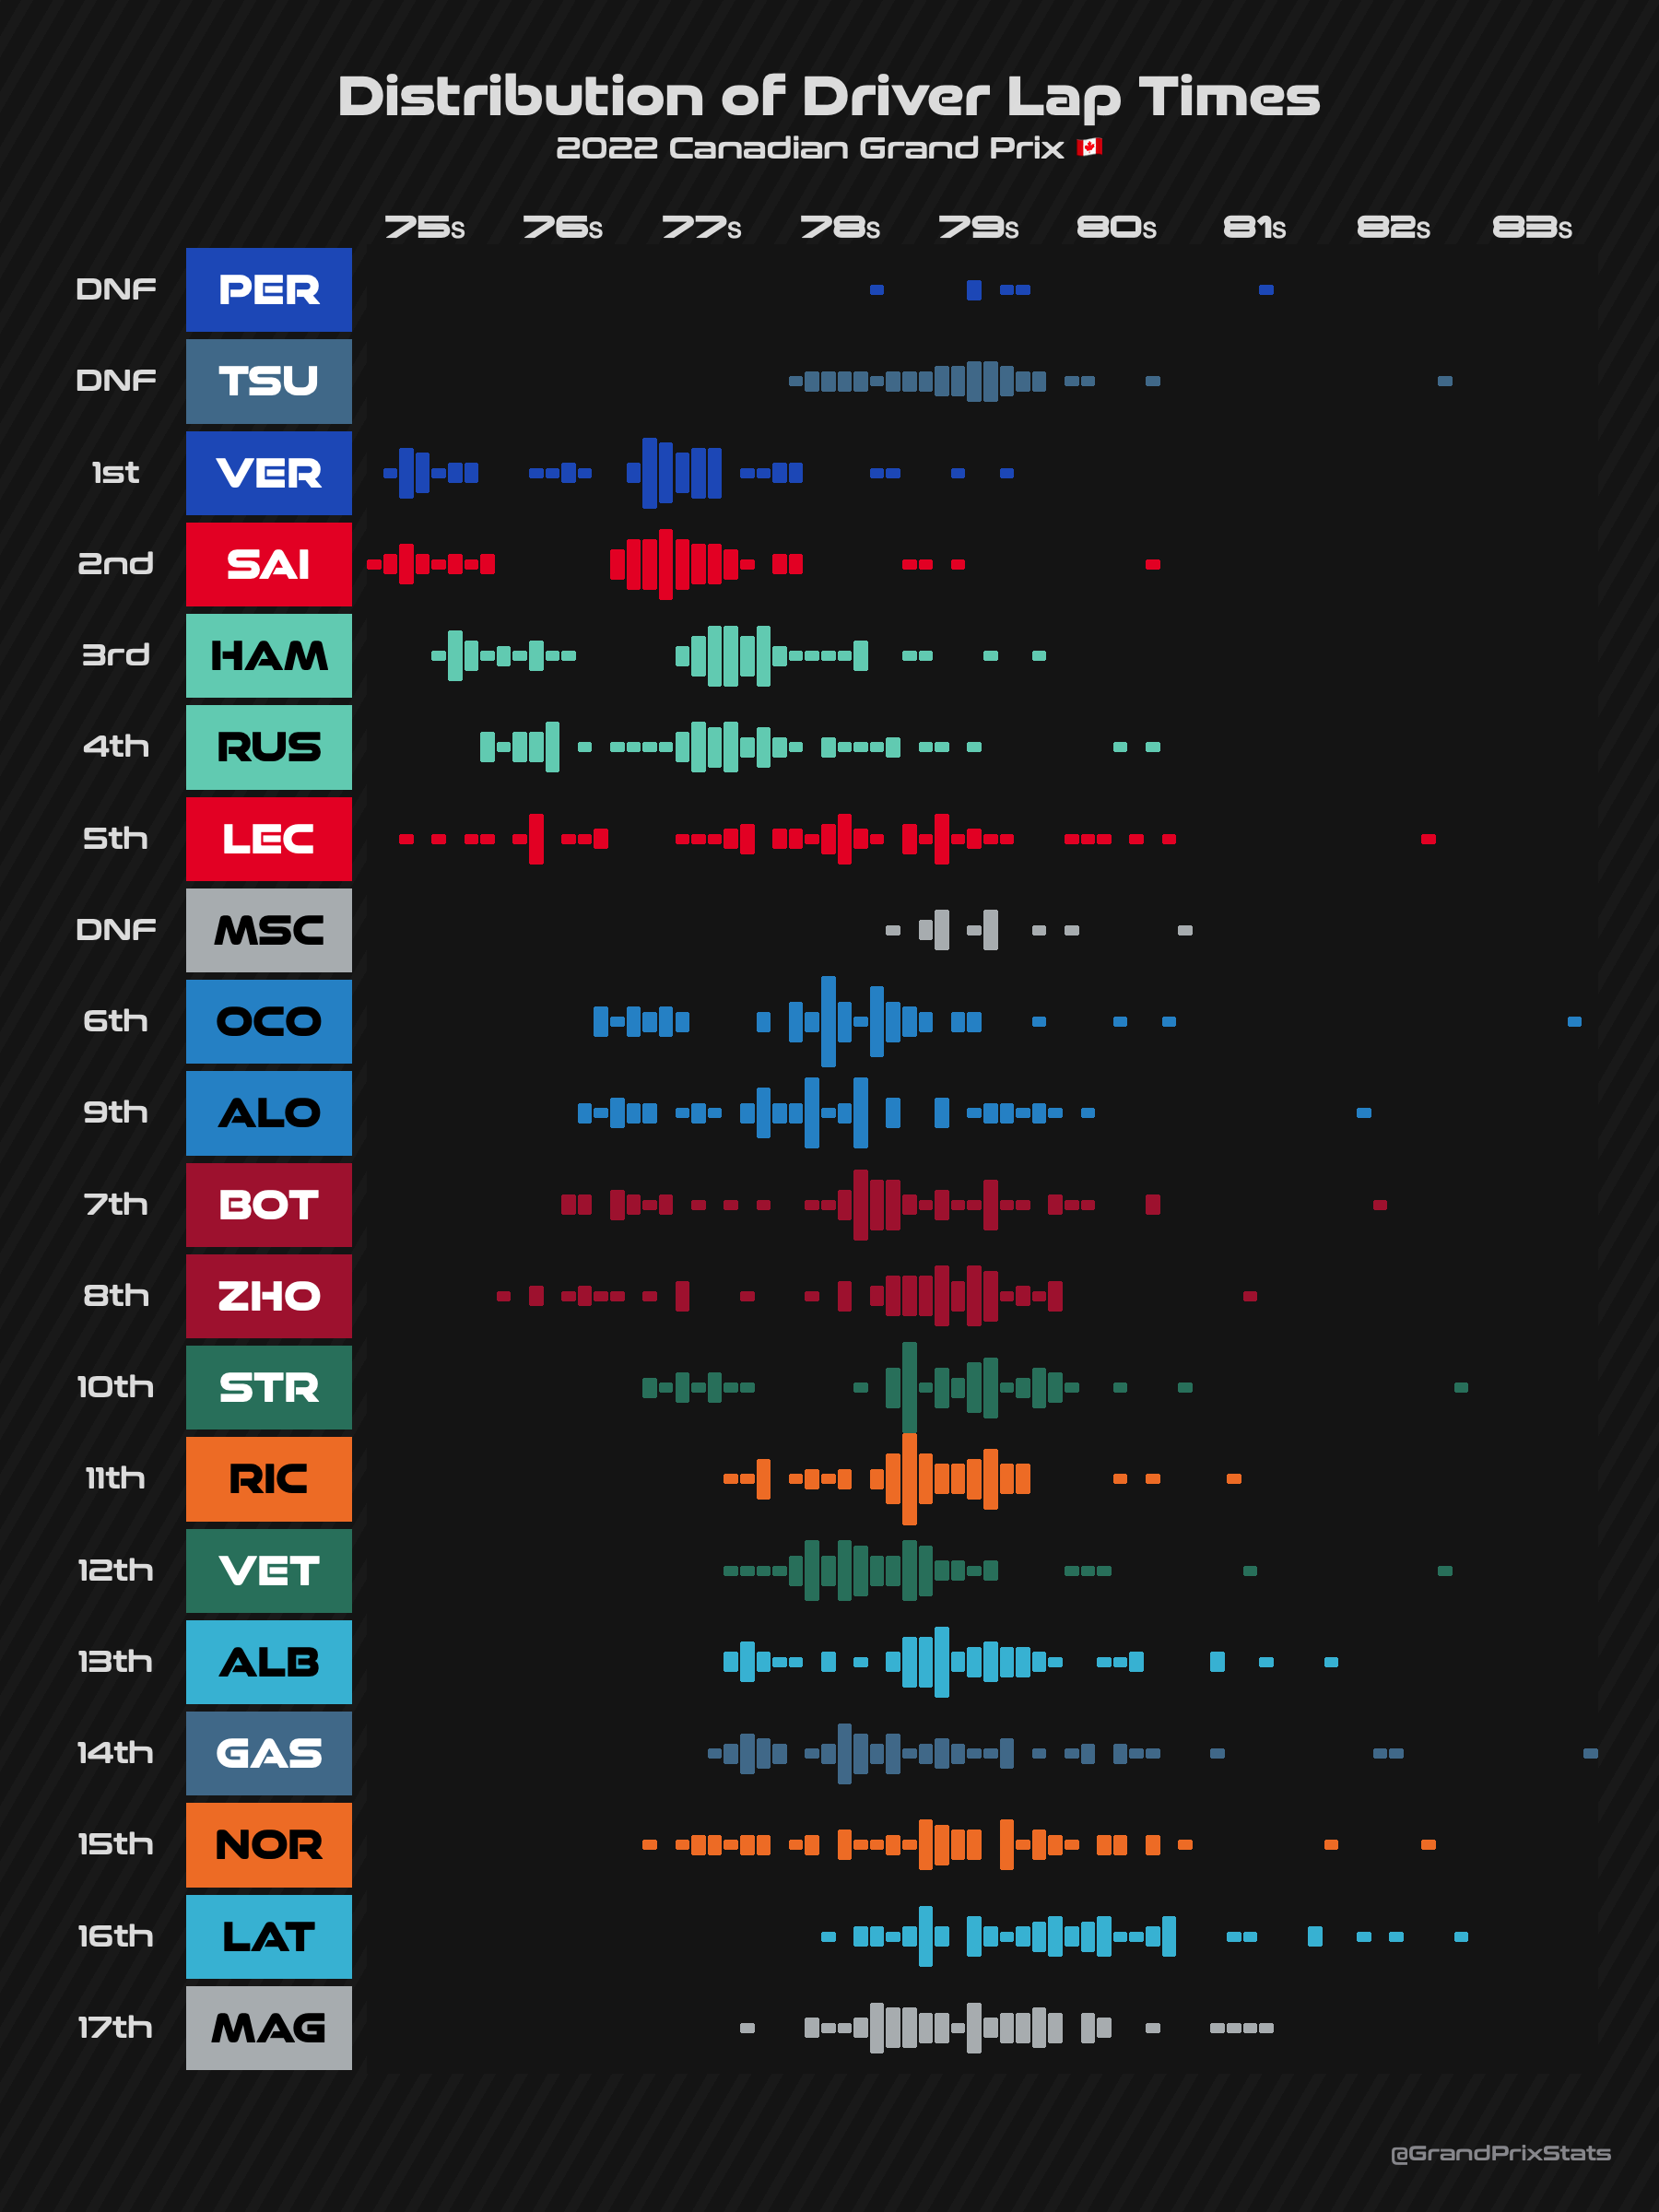 Distribution of Driver Lap Times
2022 Canadian Grand Prix 🇨🇦
75s 76s 77s 78s 79s 80s 81s 82s 83s
DNF PER
DNF TSU
1st VER
2nd SAI
3rd HAM
4th RUS
5th LEC
DNF MSC
6th OCO
9th ALO
7th BOT
8th ZHO
10th STR
11th RIC
12th VET
13th ALB
14th GAS
15th NOR
16th LAT
17th MAG
@GrandPrixStats